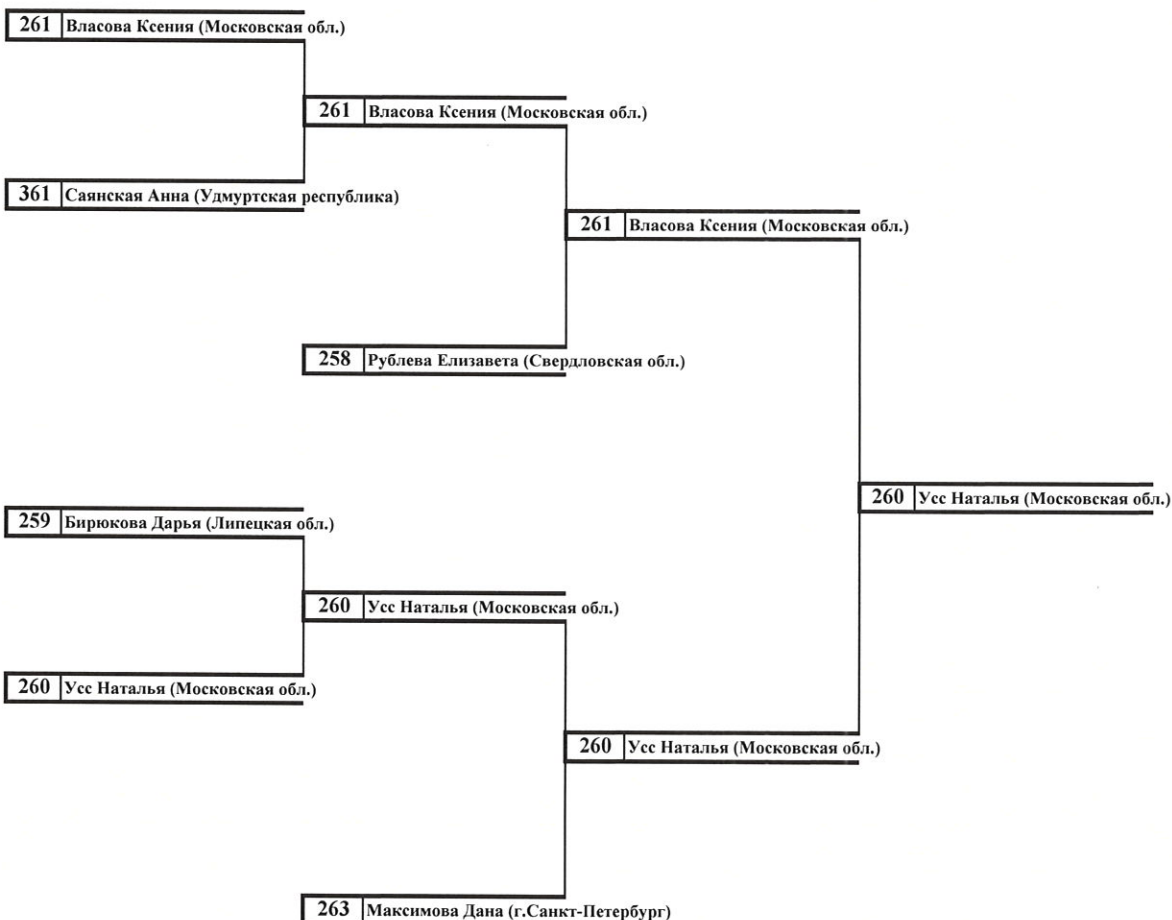 261 Власова Ксения (Московская обл.)
261 Власова Ксения (Московская обл.)
361 Саянская Анна (Удмуртская республика)
261 Власова Ксения (Московская обл.)
258 Рублева Елизавета (Свердловская обл.)
260 Усс Наталья (Московская обл.)
259 Бирюкова Дарья (Липецкая обл.)
260 Усс Наталья (Московская обл.)
260 Усс Наталья (Московская обл.)
260 Усс Наталья (Московская обл.)
263 Максимова Дана (г.Санкт-Петербург)